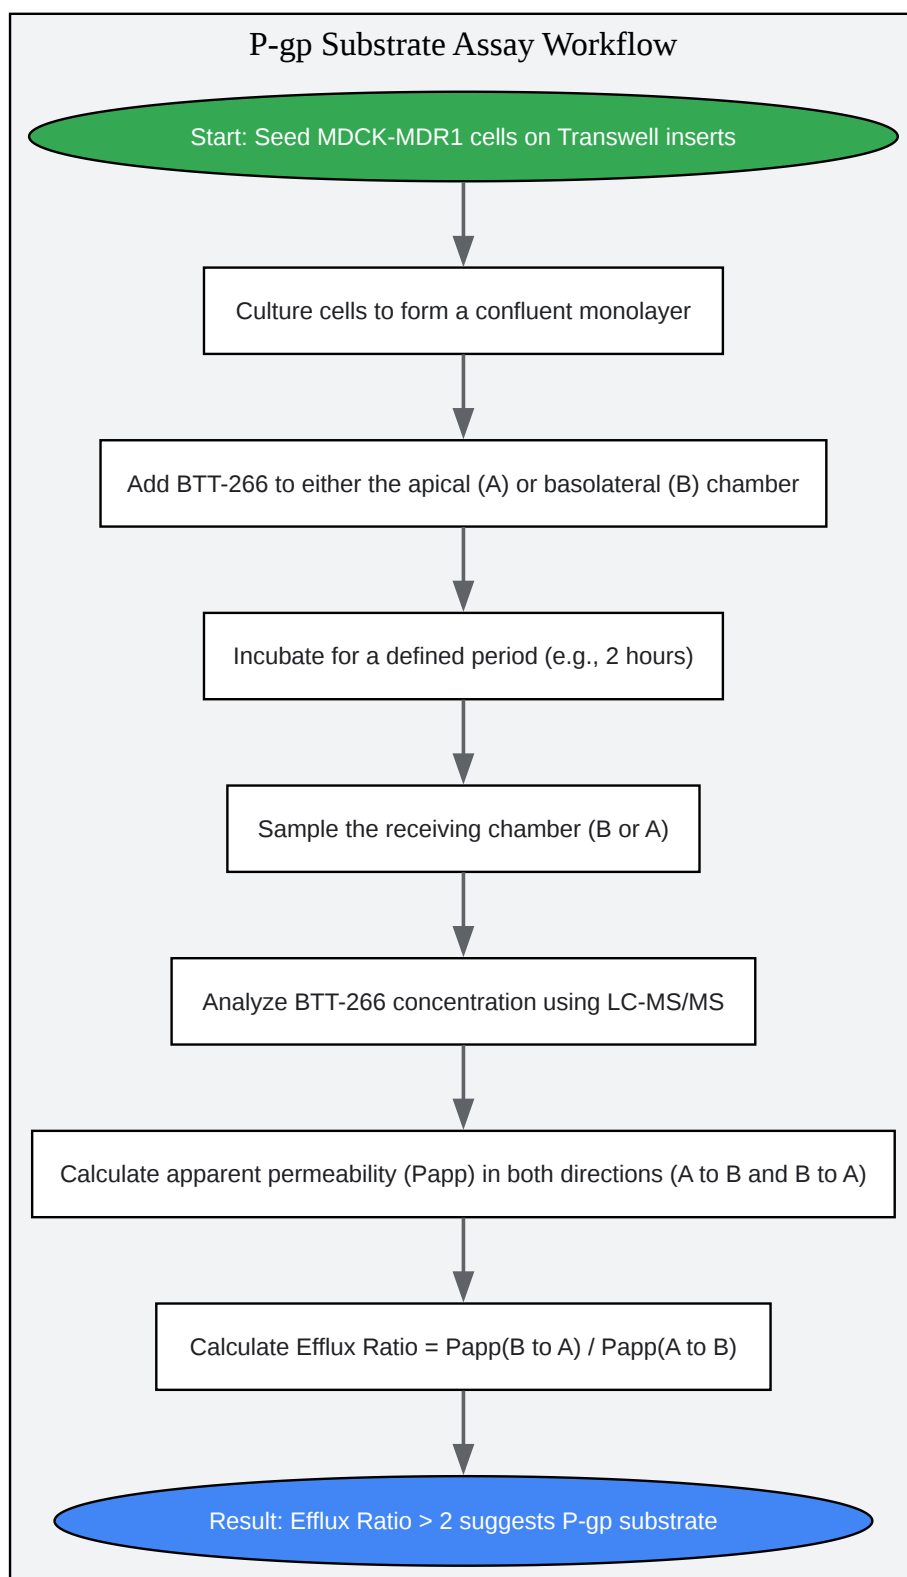 P-gp Substrate Assay Workflow
Start: Seed MDCK-MDR1 cells on Transwell inserts
Culture cells to form a confluent monolayer
Add BTT-266 to either the apical (A) or basolateral (B) chamber
Incubate for a defined period (e.g., 2 hours)
Sample the receiving chamber (B or A)
Analyze BTT-266 concentration using LC-MS/MS
Calculate apparent permeability (Papp) in both directions (A to B and B to A)
Calculate Efflux Ratio = Papp(B to A) / Papp(A to B)
Result: Efflux Ratio > 2 suggests P-gp substrate